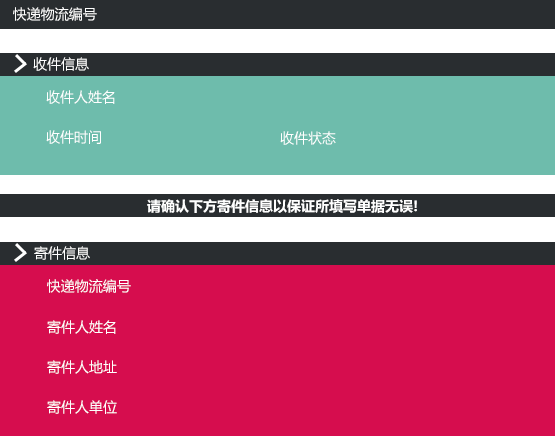 快递物流编号
收件信息
收件人姓名
收件时间 收件状态
请确认下方寄件信息以保证所填写单据无误!
寄件信息
快递物流编号
寄件人姓名
寄件人地址
寄件人单位